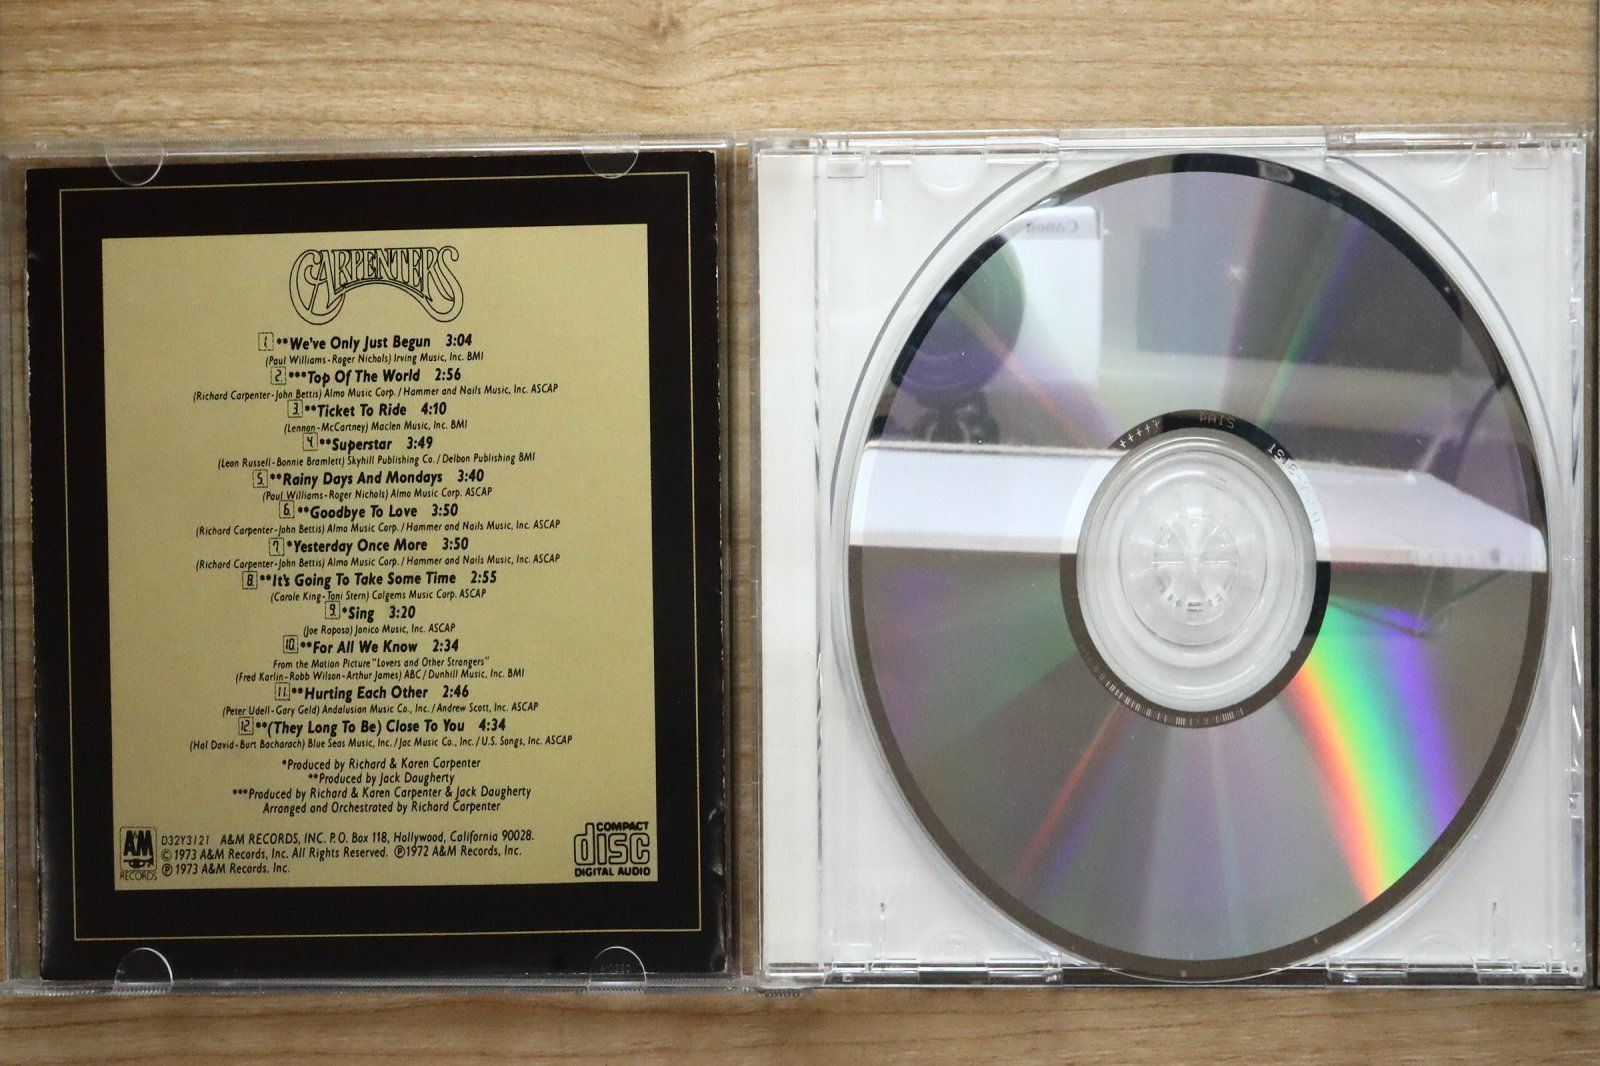 CARPENTERS
1. **We've Only Just Begun 3:04
(Paul Williams-Roger Nichols) Irving Music, Inc. BMI
2. ***Top Of The World 2:56
(Richard Carpenter-John Bettis) Almo Music Corp./Hammer and Nails Music, Inc. ASCAP
3. **Ticket To Ride 4:10
(Lennon-McCartney) Maclen Music, Inc. BMI
4. **Superstar 3:49
(Leon Russell-Bonnie Bramlett) Skyhill Publishing Co./Delbon Publishing BMI
5. **Rainy Days And Mondays 3:40
(Paul Williams-Roger Nichols) Almo Music Corp. ASCAP
6. **Goodbye To Love 3:50
(Richard Carpenter-John Bettis) Almo Music Corp./Hammer and Nails Music, Inc. ASCAP
7. *Yesterday Once More 3:50
(Richard Carpenter-John Bettis) Almo Music Corp./Hammer and Nails Music, Inc. ASCAP
8. **It's Going To Take Some Time 2:55
(Carole King-Toni Stern) Colgems Music Corp. ASCAP
9. *Sing 3:20
(Joe Raposo) Jonico Music, Inc. ASCAP
10. **For All We Know 2:34
From the Motion Picture "Lovers and Other Strangers"
(Fred Karlin-Robb Wilson-Arthur James) ABC/Dunhill Music, Inc. BMI
11. **Hurting Each Other 2:46
(Peter Udell-Gary Geld) Andalusian Music Co., Inc./Andrew Scott, Inc. ASCAP
12. **(They Long To Be) Close To You 4:34
(Hal David-Burt Bacharach) Blue Seas Music, Inc./Jac Music Co., Inc./U.S. Songs, Inc. ASCAP
*Produced by Richard & Karen Carpenter
**Produced by Jack Daugherty
***Produced by Richard & Karen Carpenter & Jack Daugherty
Arranged and Orchestrated by Richard Carpenter
A&M RECORDS
D32Y3121 A&M RECORDS, INC. P.O. Box 118, Hollywood, California 90028.
©1973 A&M Records, Inc. All Rights Reserved. ℗1972 A&M Records, Inc.
℗1973 A&M Records, Inc.
COMPACT
disc
DIGITAL AUDIO
Canon